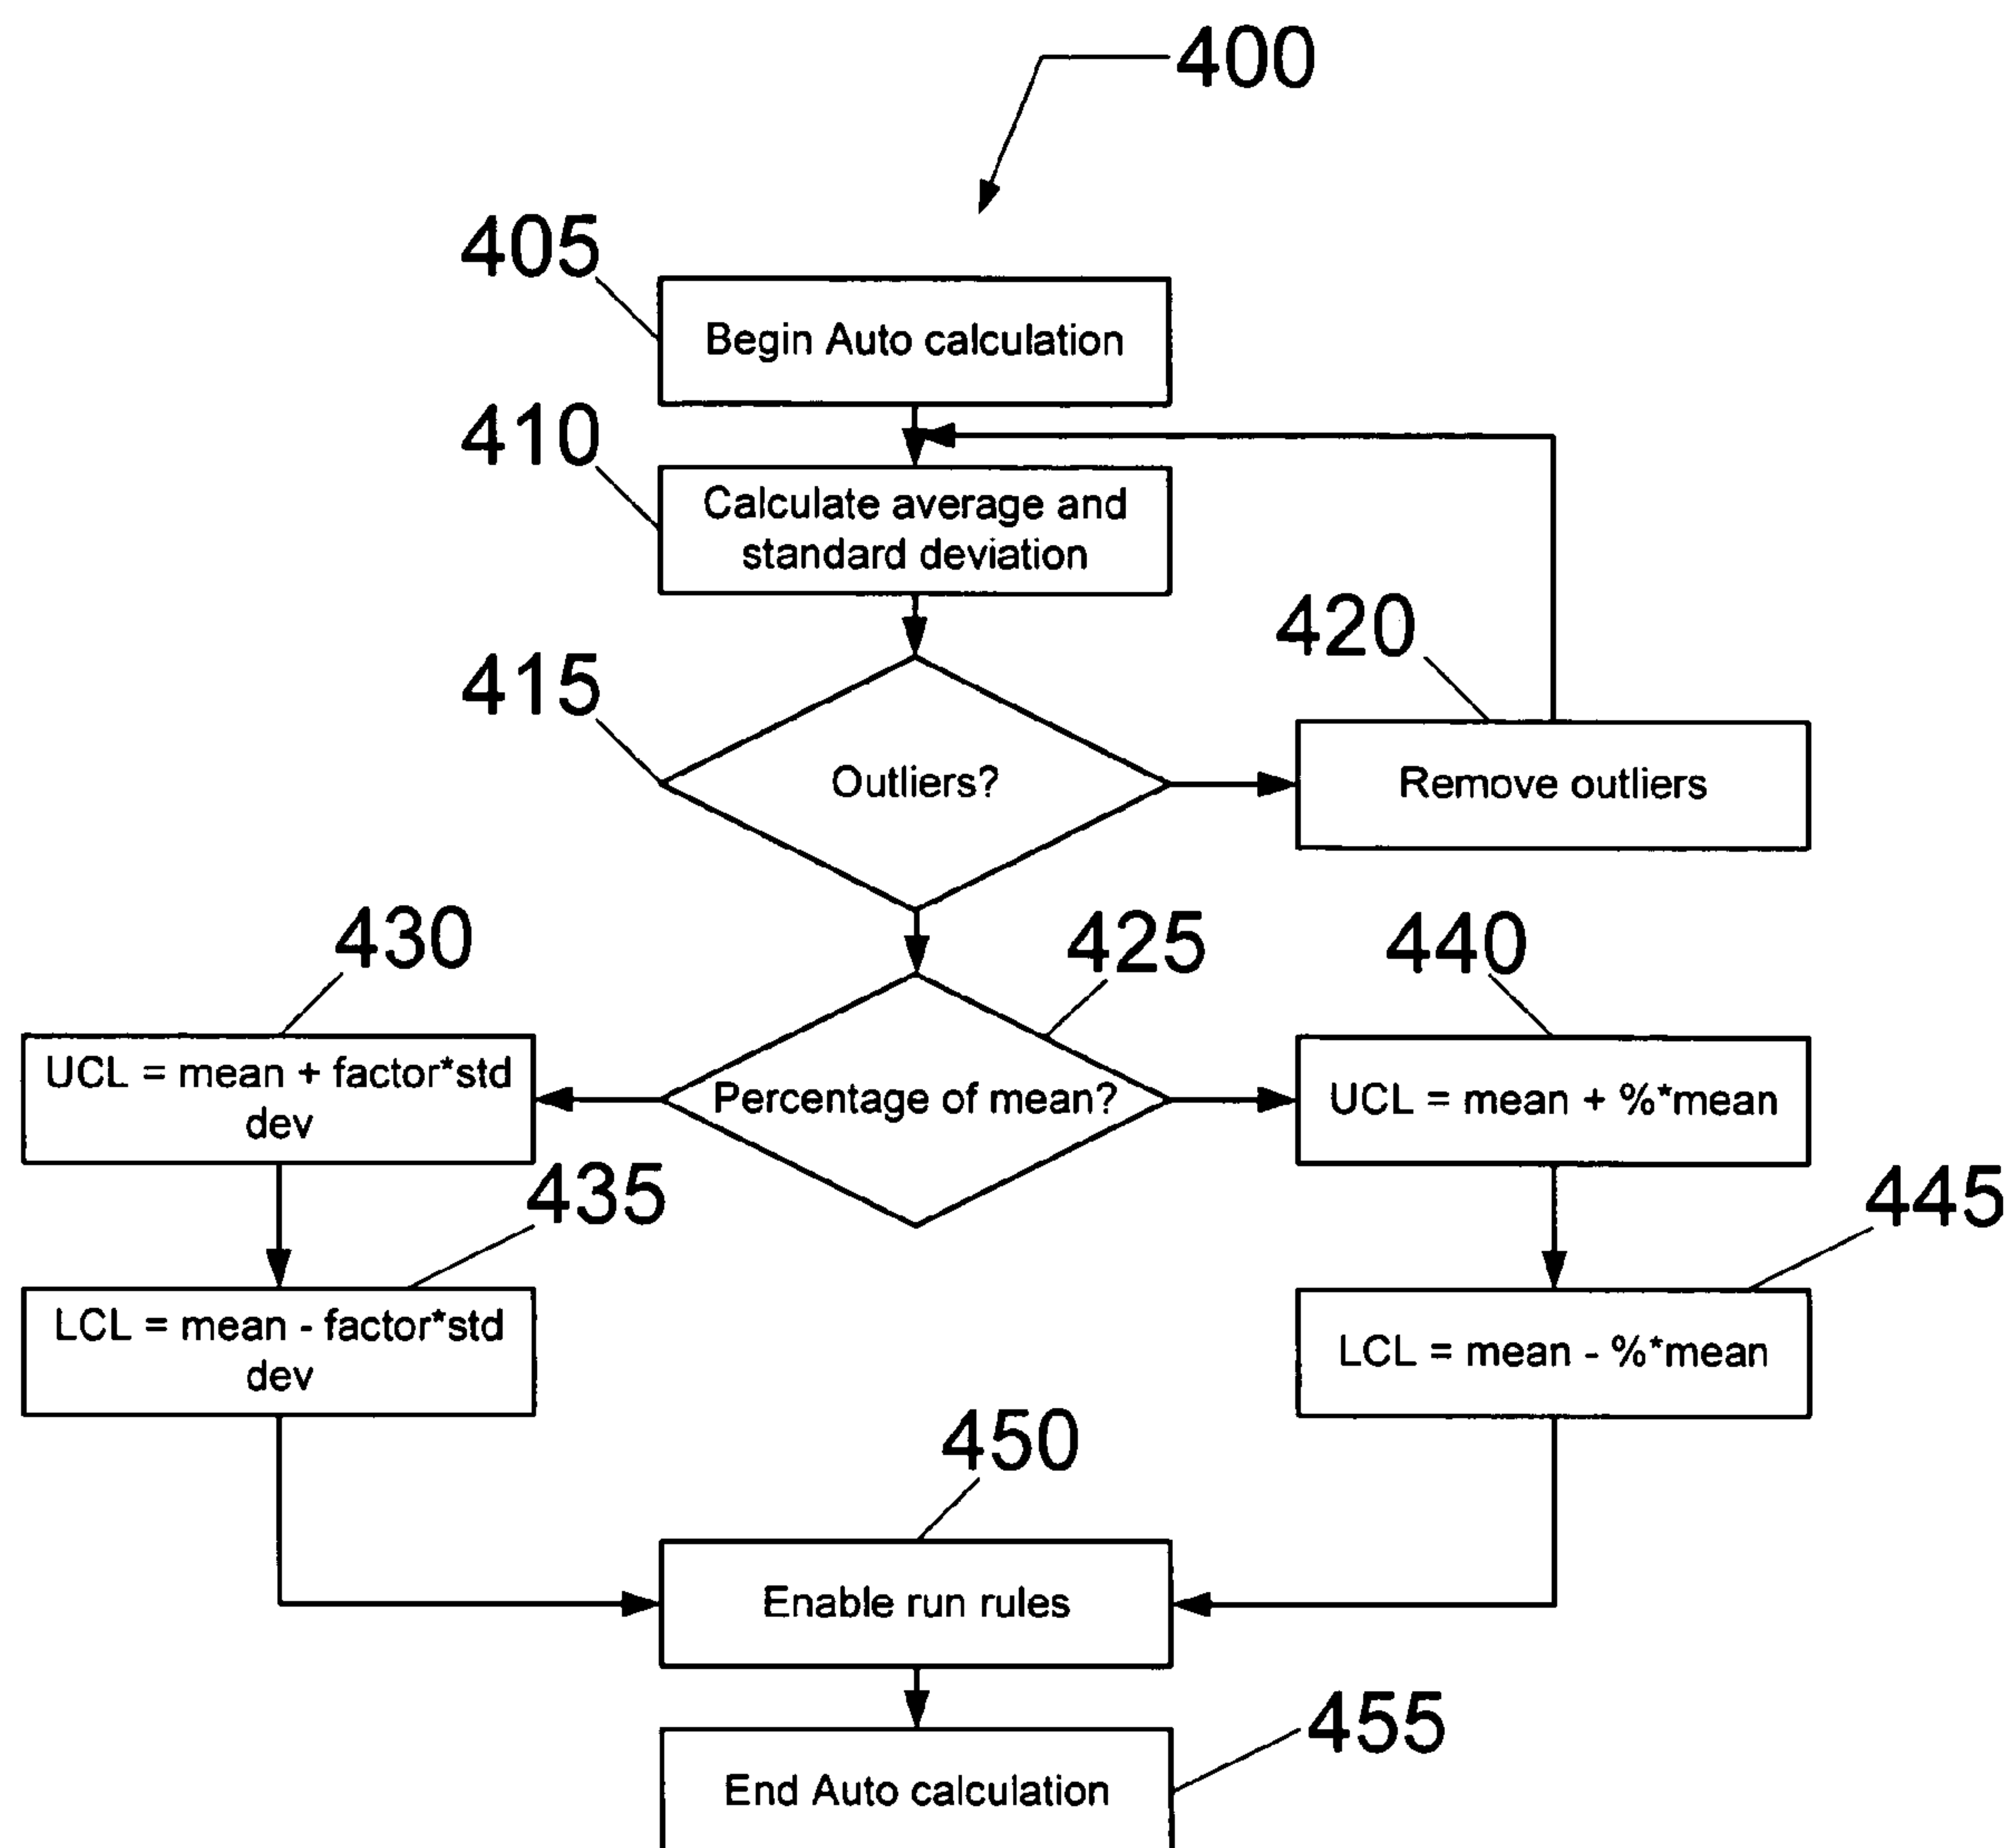 400
405
Begin Auto calculation
410
Calculate average and
standard deviation
420
415
Outliers?
Remove outliers
430
425
440
UCL = mean + factor*std
dev
Percentage of mean?
UCL = mean + %*mean
435
445
LCL = mean - factor*std
dev
LCL = mean - %*mean
450
Enable run rules
455
End Auto calculation